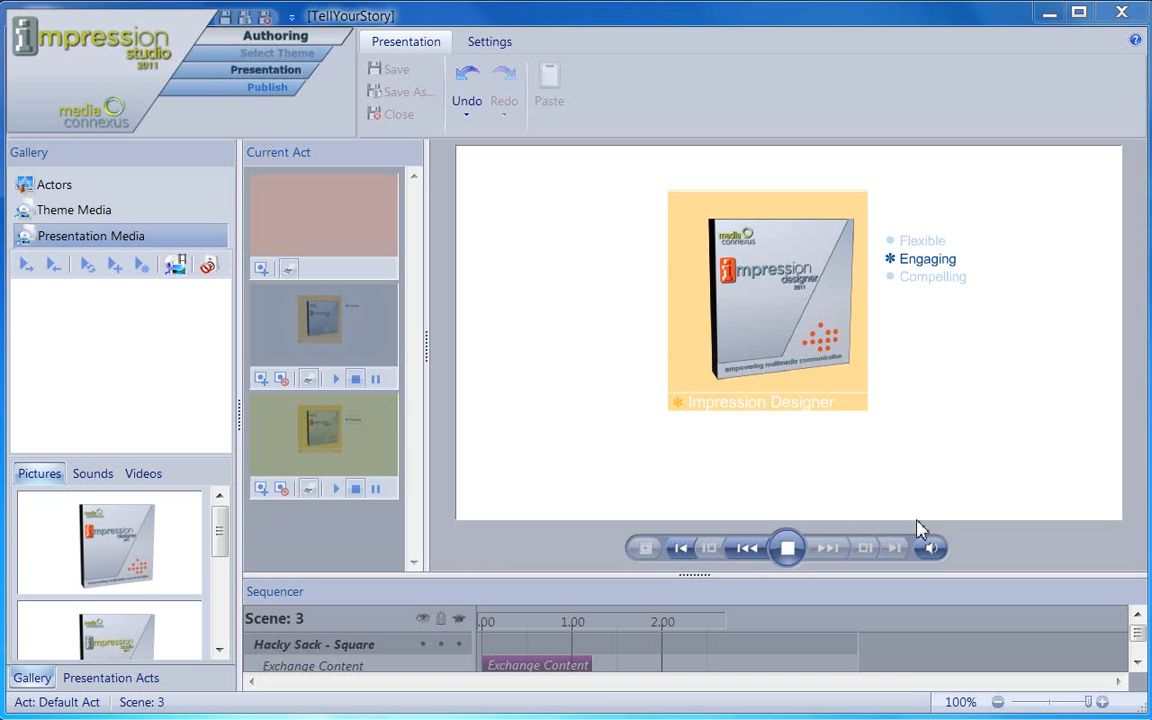 [TellYourStory]
impression
studio
2011
media
connexus
Authoring
Select Theme
Presentation
Publish
Presentation
Settings
Save
Save As...
Close
Undo
Redo
Paste
Gallery
Actors
Theme Media
Presentation Media
Pictures
Sounds
Videos
Gallery
Presentation Acts
Current Act
media
connexus
impression
designer
2011
empowering multimedia communication
Impression Designer
Flexible
Engaging
Compelling
Sequencer
Scene: 3
.00
1.00
2.00
Hacky Sack - Square
Exchange Content
Exchange Content
Act: Default Act
Scene: 3
100%